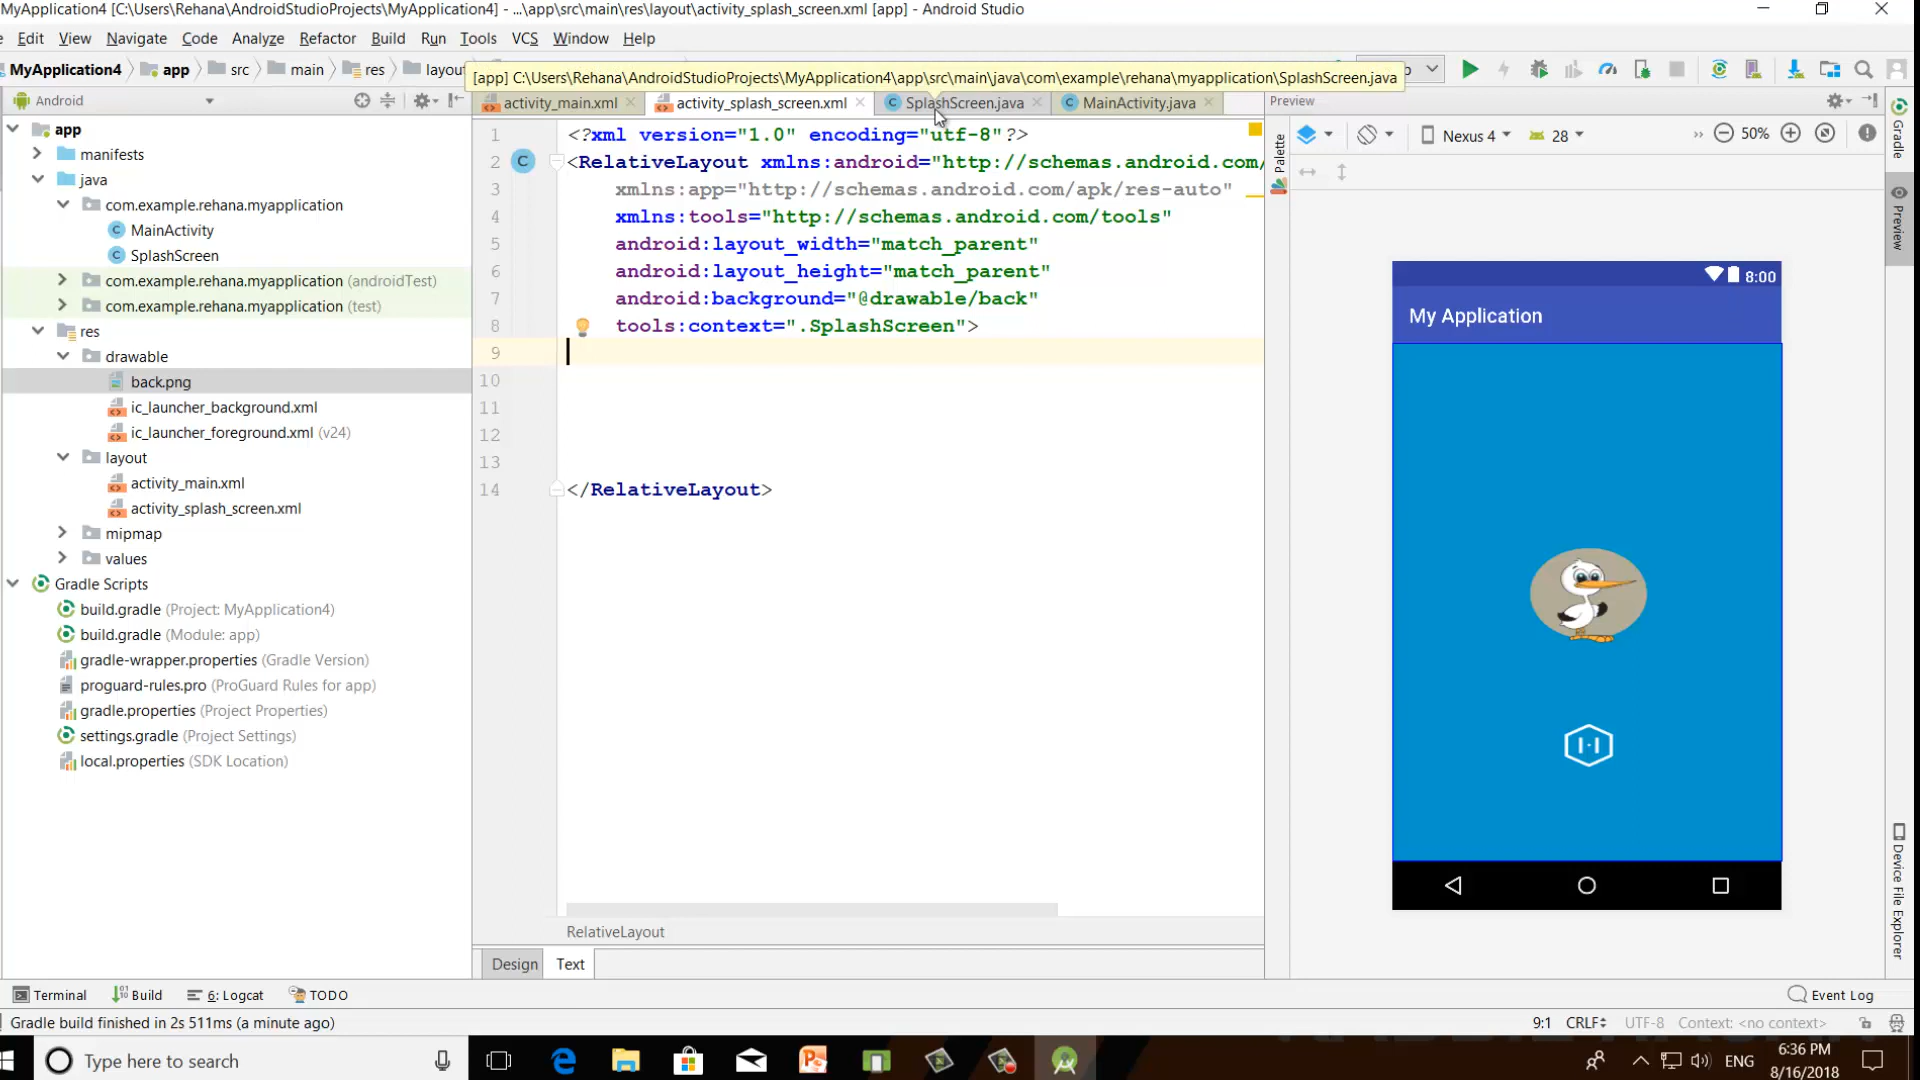 MyApplication4 [C:\Users\Rehana\AndroidStudioProjects\MyApplication4] - ...\app\src\main\res\layout\activity_splash_screen.xml [app] - Android Studio
Edit View Navigate Code Analyze Refactor Build Run Tools VCS Window Help
MyApplication4 app src main res layout
[app] C:\Users\Rehana\AndroidStudioProjects\MyApplication4\app\src\main\java\com\example\rehana\myapplication\SplashScreen.java
Android
activity_main.xml activity_splash_screen.xml SplashScreen.java MainActivity.java
Preview
app
manifests
java
com.example.rehana.myapplication
MainActivity
SplashScreen
com.example.rehana.myapplication (androidTest)
com.example.rehana.myapplication (test)
res
drawable
back.png
ic_launcher_background.xml
ic_launcher_foreground.xml (v24)
layout
activity_main.xml
activity_splash_screen.xml
mipmap
values
Gradle Scripts
build.gradle (Project: MyApplication4)
build.gradle (Module: app)
gradle-wrapper.properties (Gradle Version)
proguard-rules.pro (ProGuard Rules for app)
gradle.properties (Project Properties)
settings.gradle (Project Settings)
local.properties (SDK Location)
1 <?xml version="1.0" encoding="utf-8"?>
2 <RelativeLayout xmlns:android="http://schemas.android.com/
3 xmlns:app="http://schemas.android.com/apk/res-auto"
4 xmlns:tools="http://schemas.android.com/tools"
5 android:layout_width="match_parent"
6 android:layout_height="match_parent"
7 android:background="@drawable/back"
8 tools:context=".SplashScreen">
9
10
11
12
13
14 </RelativeLayout>
RelativeLayout
Design Text
Palette
Nexus 4 28 50%
8:00
My Application
Gradle
Preview
Device File Explorer
Terminal Build 6: Logcat TODO Event Log
Gradle build finished in 2s 511ms (a minute ago) 9:1 CRLF UTF-8 Context: <no context>
Type here to search
ENG
6:36 PM
8/16/2018